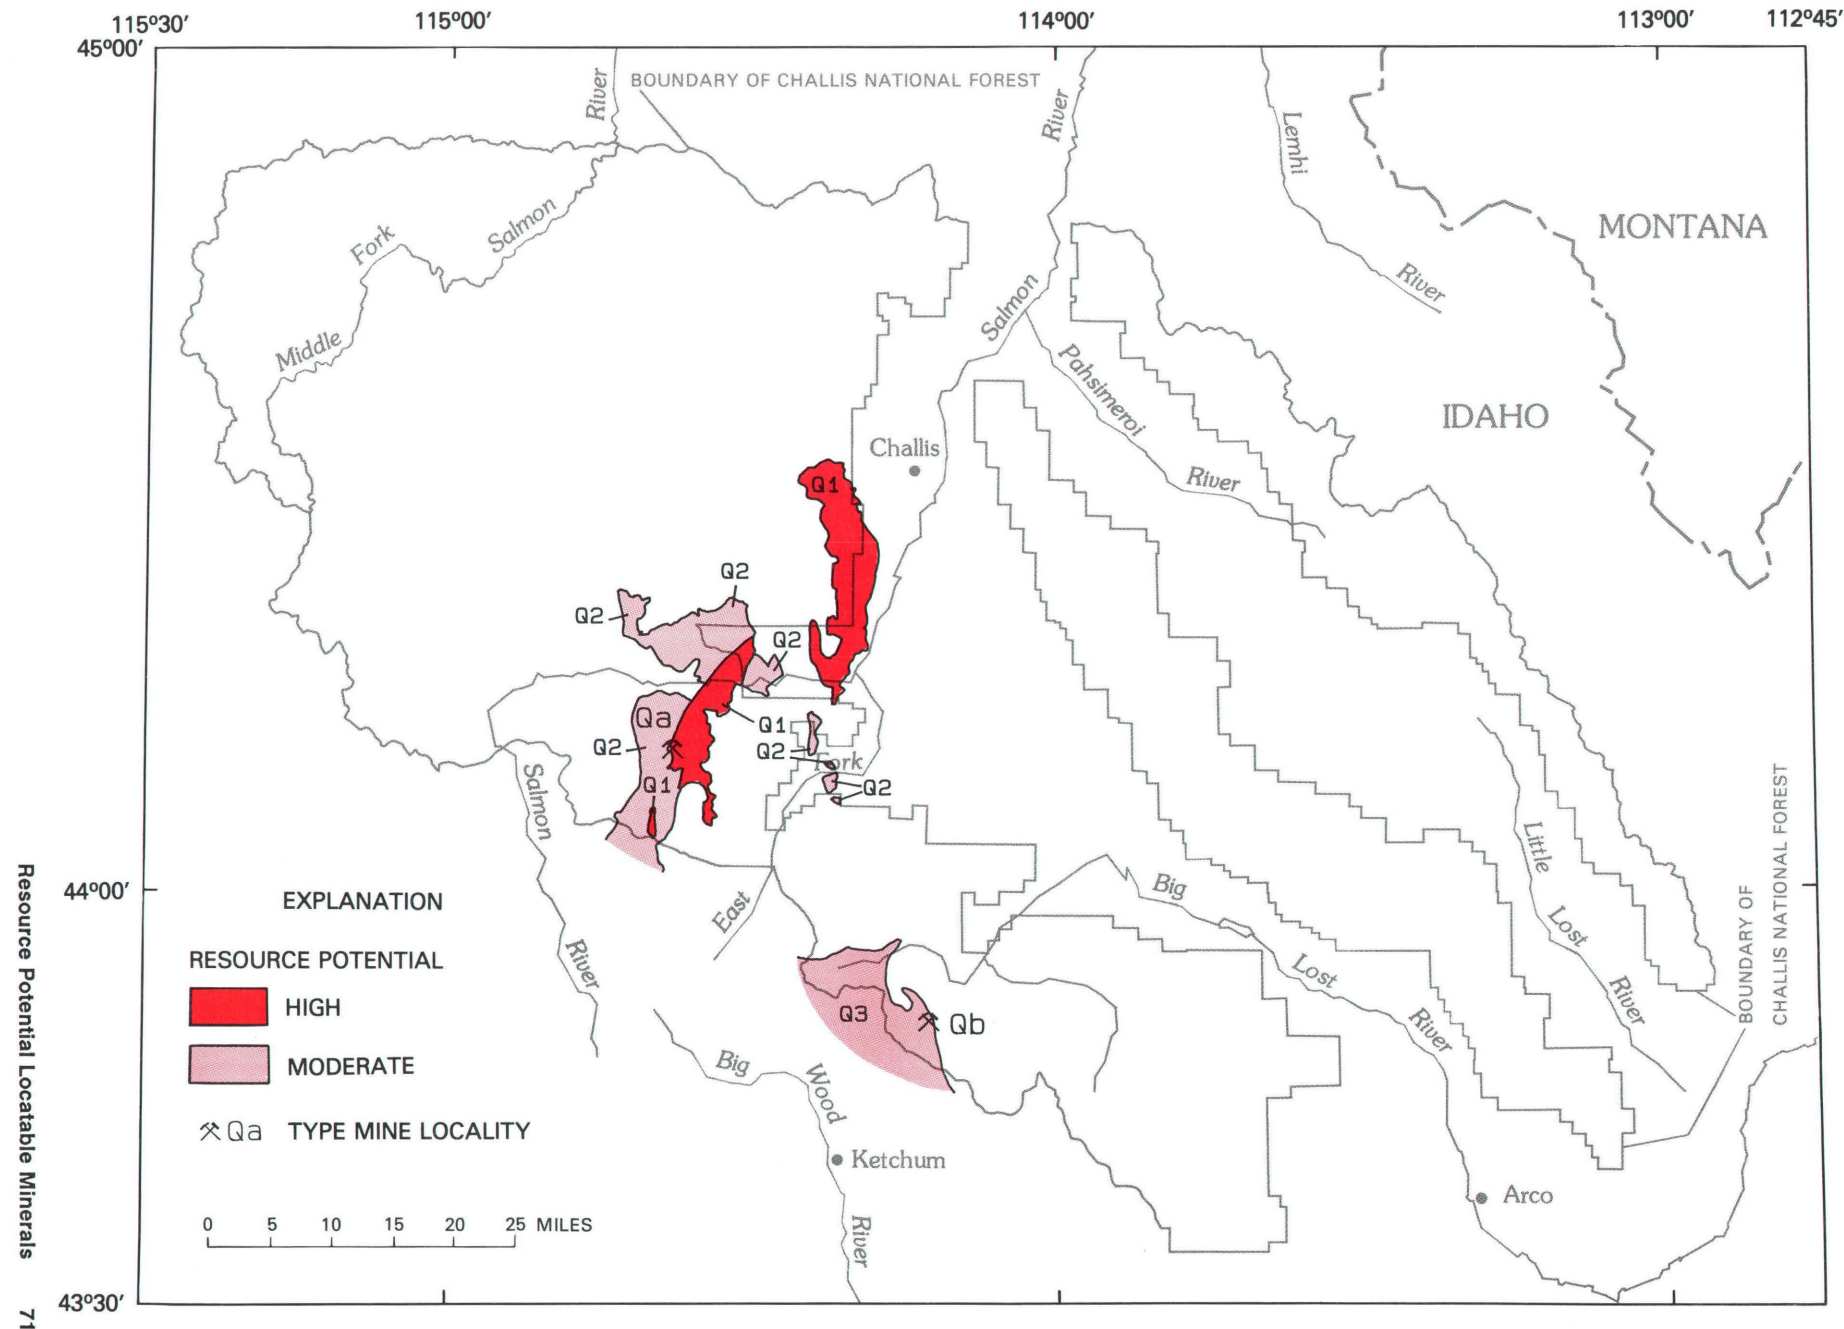 115°30′
115°00′
114°00′
113°00′
112°45′
45°00′
BOUNDARY OF CHALLIS NATIONAL FOREST
River
River
Lemhi
River
MONTANA
Fork
Salmon
Middle
Salmon
Pahsimeroi
River
IDAHO
Challis
Q1
Q2
Q2
Q2
Qa
Q1
Q2
Q2
Fork
Q1
Q2
Salmon
River
East
Little
Lost
River
Big
Lost
River
BOUNDARY OF
CHALLIS NATIONAL FOREST
44°00′
EXPLANATION
RESOURCE POTENTIAL
HIGH
MODERATE
Qa TYPE MINE LOCALITY
Q3
Qb
Big
Wood
River
Ketchum
Arco
0 5 10 15 20 25 MILES
43°30′
Resource Potential Locatable Minerals 71